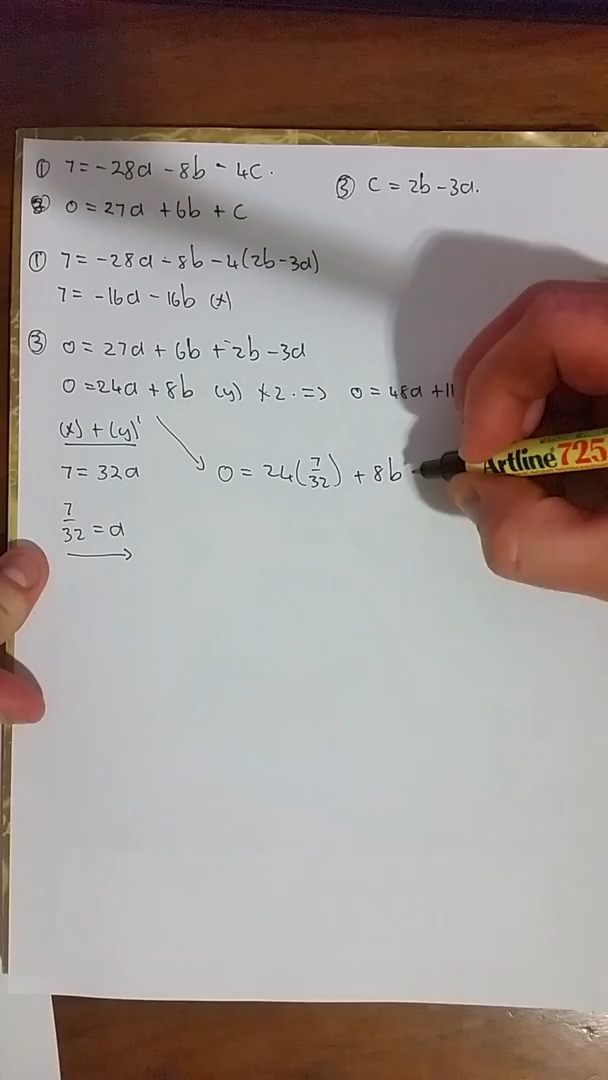 ① 7 = -28a - 8b - 4c.
③ c = 2b - 3a.
② 0 = 27a + 6b + c
① 7 = -28a - 8b - 4(2b - 3a)
7 = -16a - 16b (x)
③ 0 = 27a + 6b + 2b - 3a
0 = 24a + 8b (y) × 2. => 0 = 48a + 1
(x) + (y)'
7 = 32a
0 = 24(7/32) + 8b
7/32 = a
Artline 725